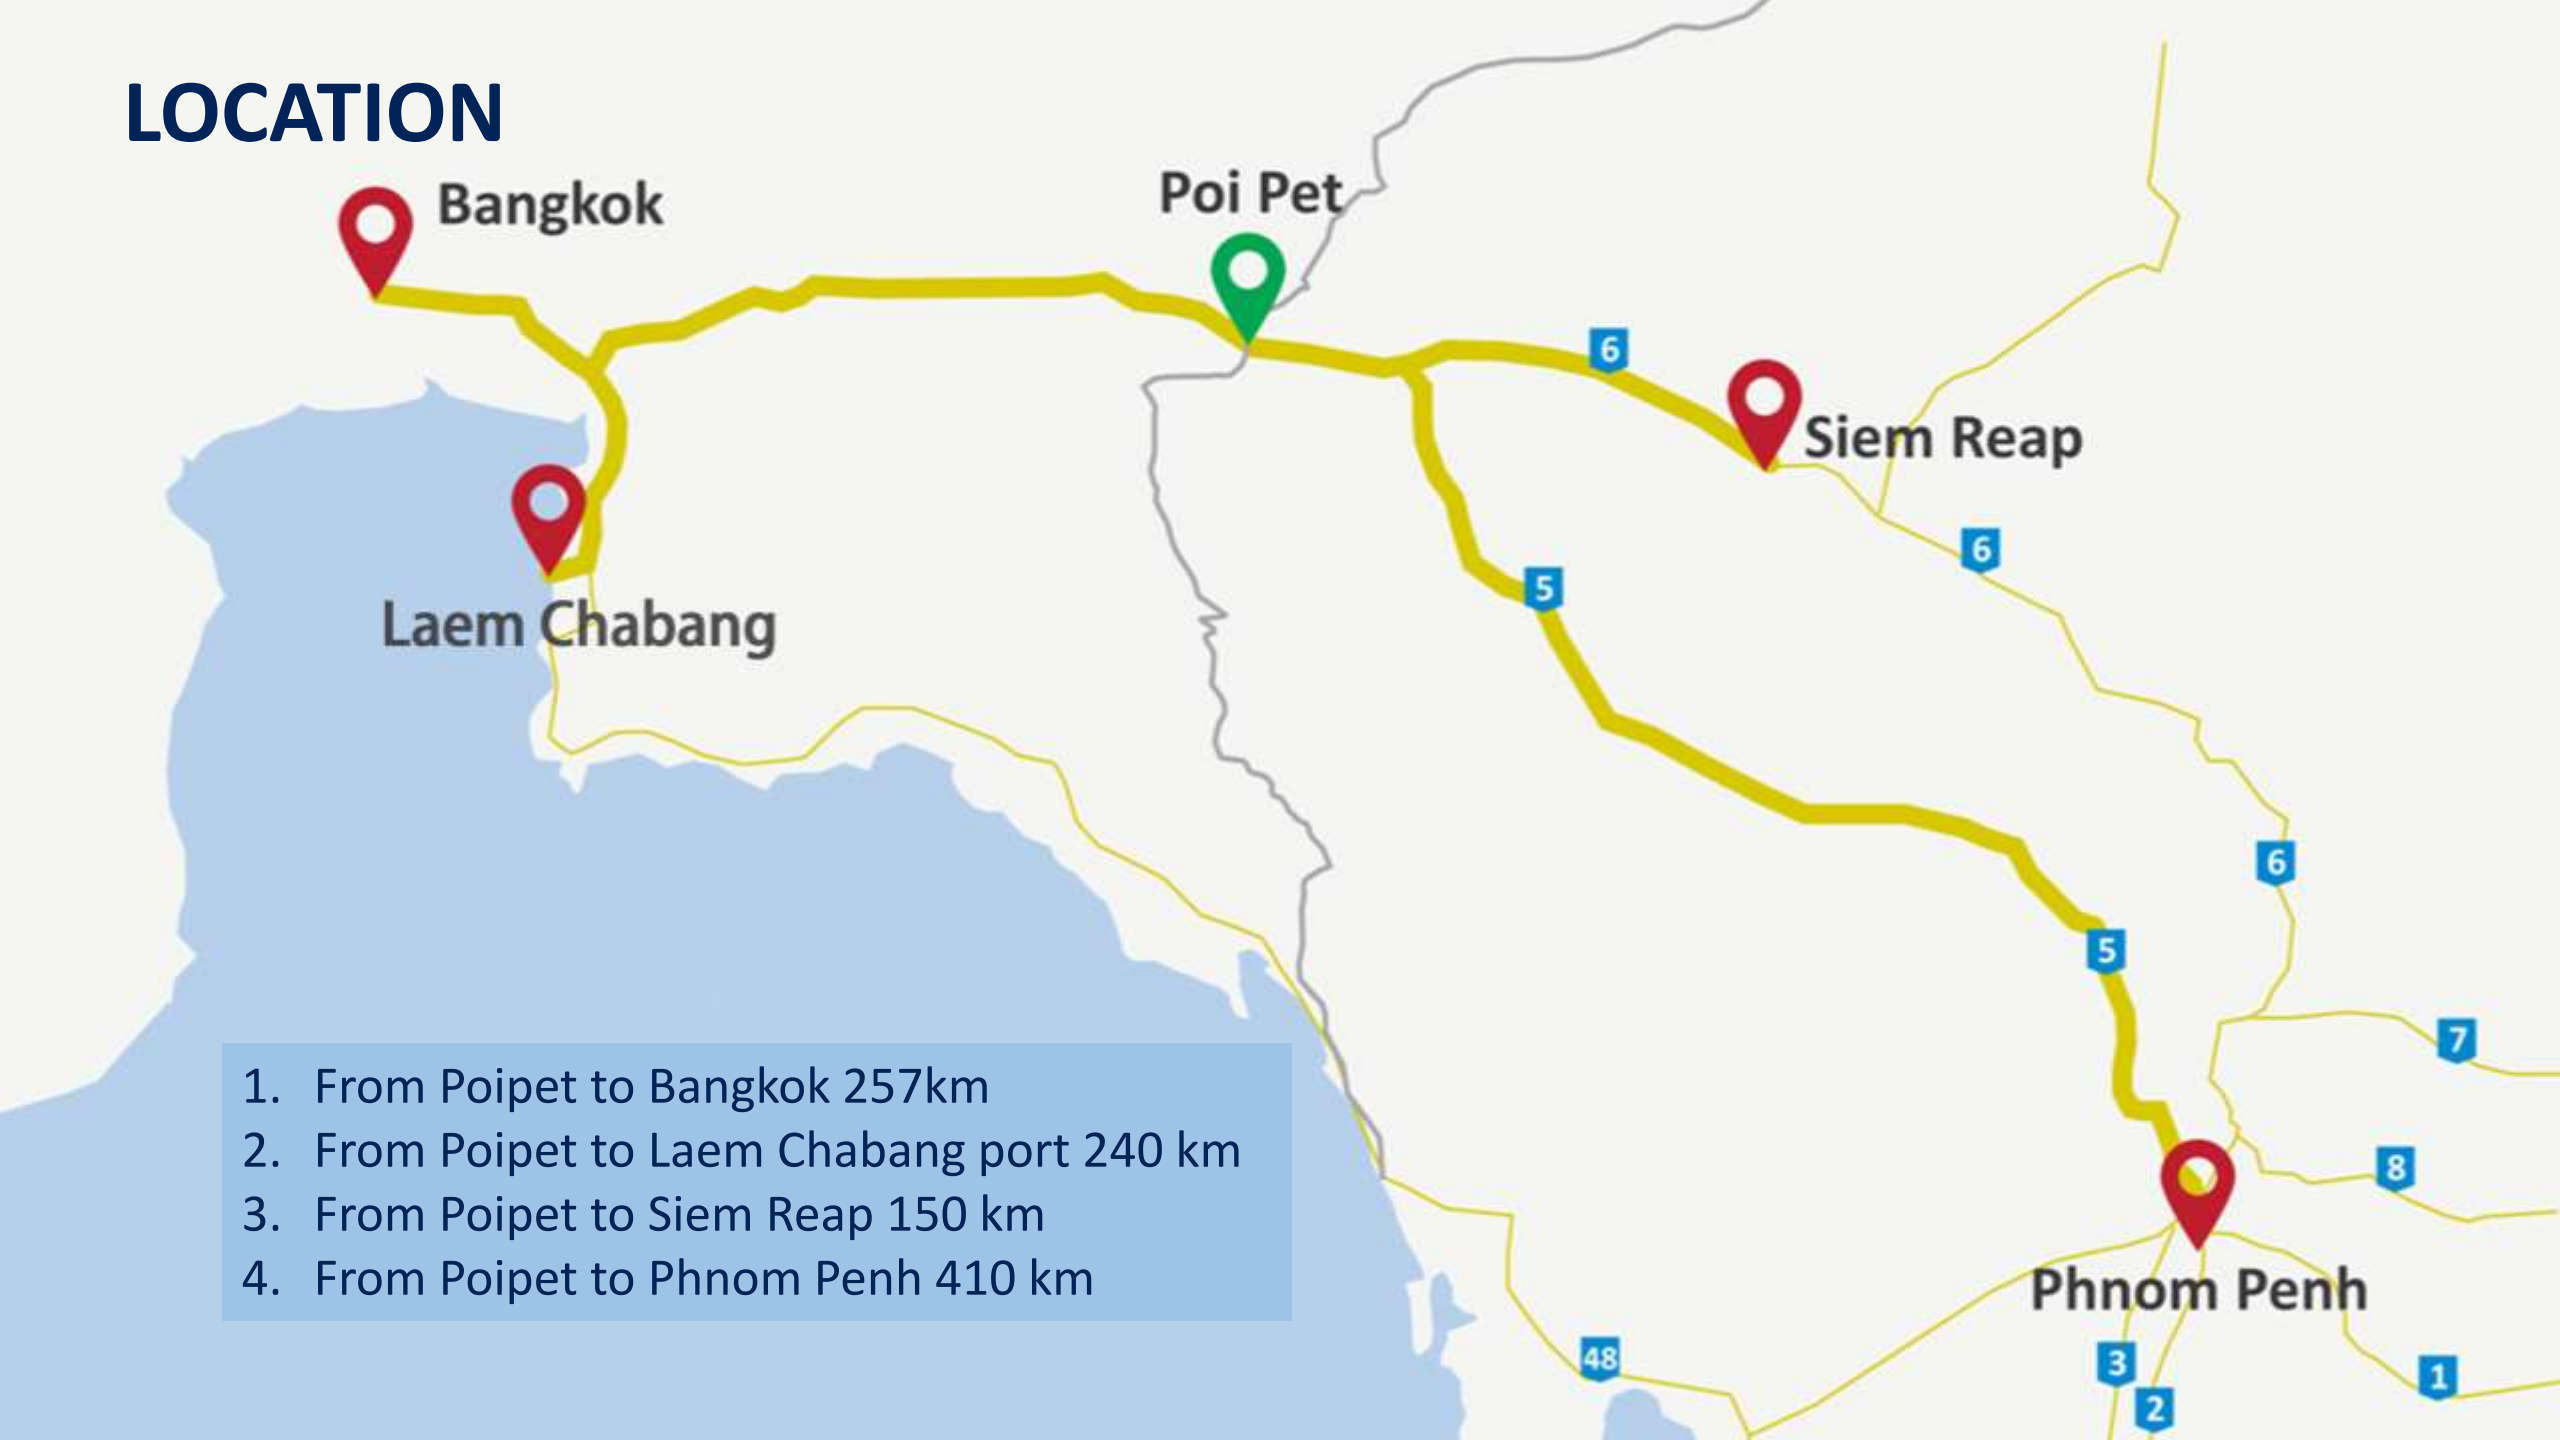 LOCATION
Bangkok
Poi Pet
6
Siem Reap
6
5
Laem Chabang
6
5
7
1. From Poipet to Bangkok 257km
2. From Poipet to Laem Chabang port 240 km
3. From Poipet to Siem Reap 150 km
4. From Poipet to Phnom Penh 410 km
8
Phnom Penh
48
3
1
2